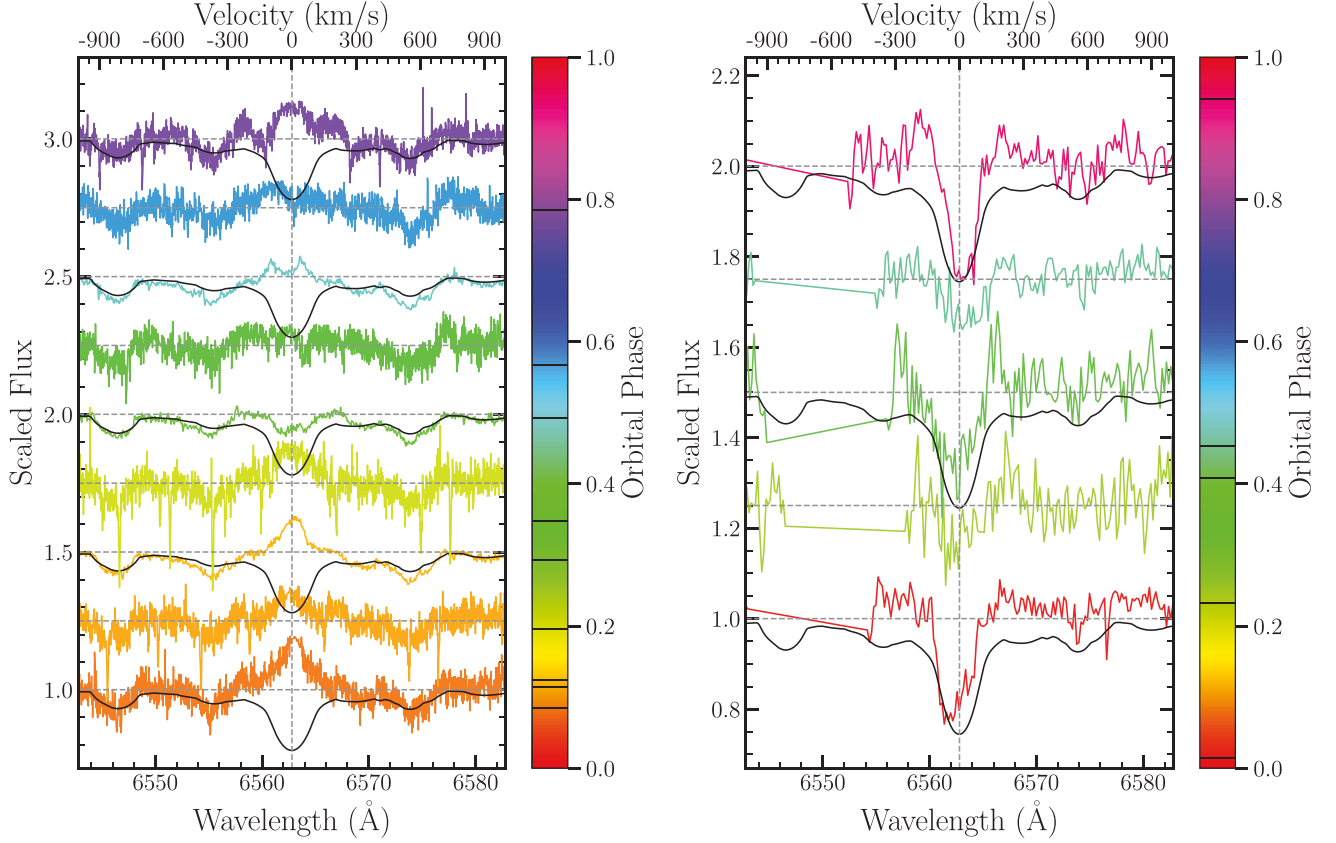 Velocity (km/s)
-900 -600 -300 0 300 600 900
3.0
2.5
2.0
1.5
1.0
Scaled Flux
6550 6560 6570 6580
Wavelength (Å)
1.0
0.8
0.6
0.4
0.2
0.0
Orbital Phase
Velocity (km/s)
-900 -600 -300 0 300 600 900
2.2
2.0
1.8
1.6
1.4
1.2
1.0
0.8
Scaled Flux
6550 6560 6570 6580
Wavelength (Å)
1.0
0.8
0.6
0.4
0.2
0.0
Orbital Phase